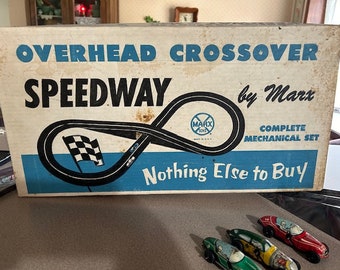 OVERHEAD CROSSOVER
SPEEDWAY
by Marx
MARX
COMPLETE
MECHANICAL SET
Nothing Else to Buy